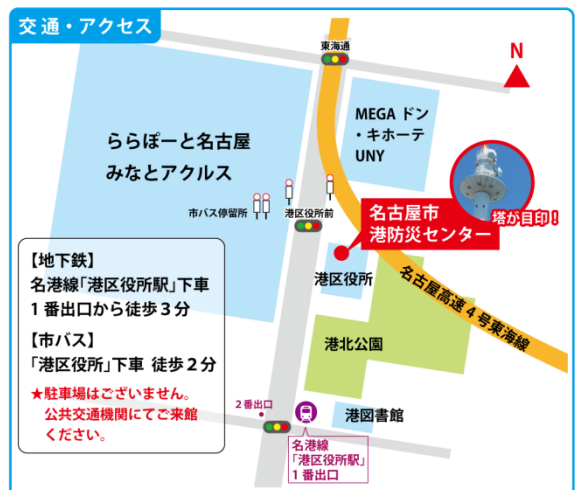 交通・アクセス
東海通
N
MEGAドン
・キホーテ
UNY
ららぽーと名古屋
みなとアクルス
市バス停留所
港区役所前
名古屋市
港防災センター
塔が目印!
港区役所
名古屋高速4号東海線
港北公園
【地下鉄】
名港線「港区役所駅」下車
1番出口から徒歩3分
【市バス】
「港区役所」下車 徒歩2分
★駐車場はございません。
公共交通機関にてご来館
ください。
2番出口
港図書館
名港線
「港区役所駅」
1番出口